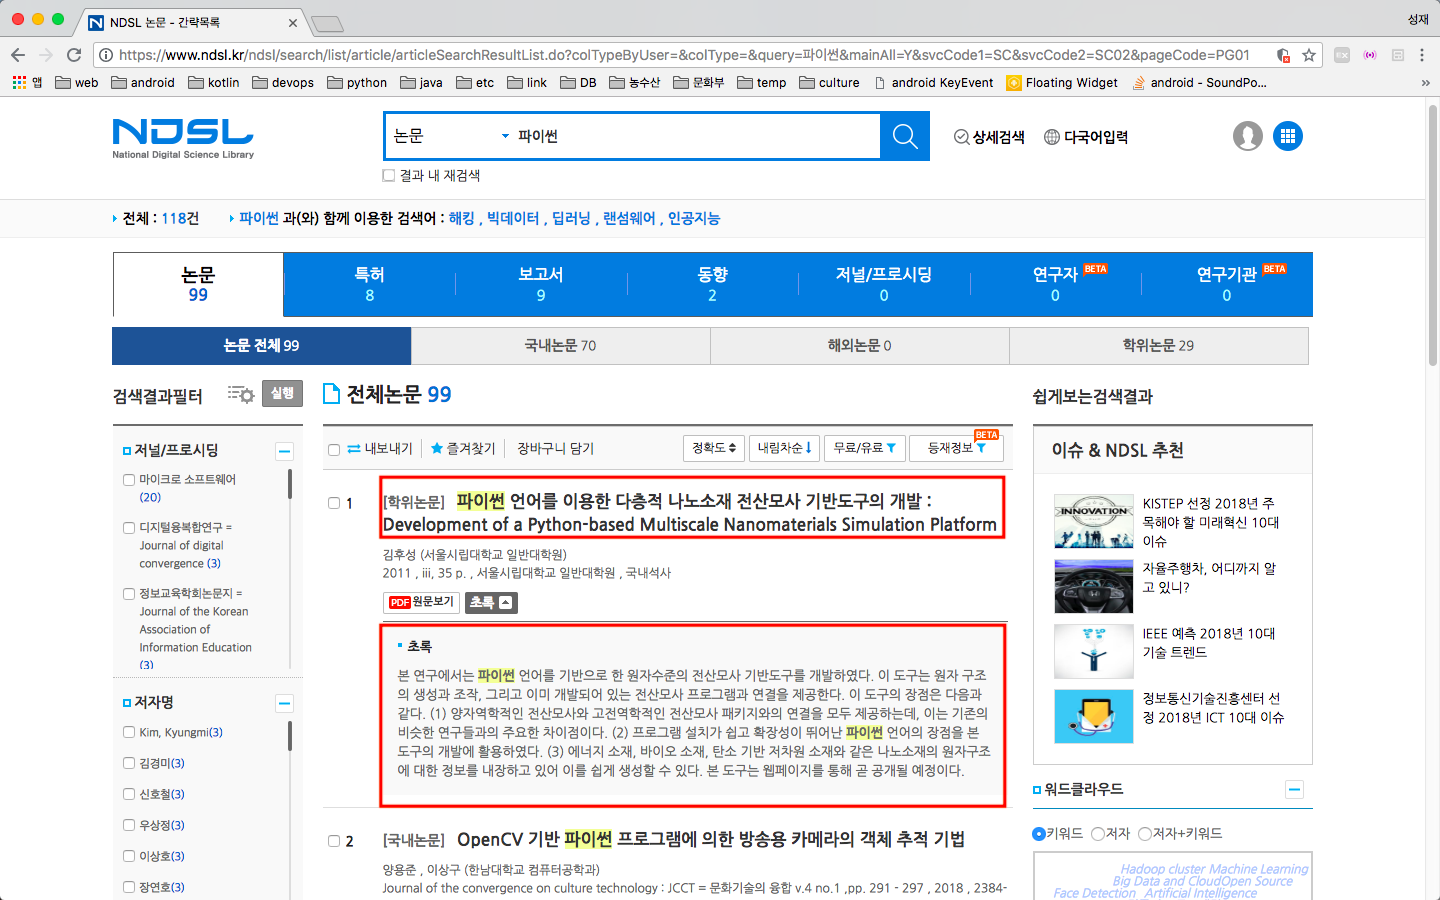 NDSL 논문 - 간략목록
성재
https://www.ndsl.kr/ndsl/search/list/article/articleSearchResultList.do?colTypeByUser=&colType=&query=파이썬&mainAll=Y&svcCode1=SC&svcCode2=SC02&pageCode=PG01
앱 web android kotlin devops python java etc link DB 농수산 문화부 temp culture android KeyEvent Floating Widget android - SoundPo... »
NDSL
National Digital Science Library
논문 파이썬 상세검색 다국어입력
결과 내 재검색
전체 : 118건 파이썬 과(와) 함께 이용한 검색어 : 해킹 , 빅데이터 , 딥러닝 , 랜섬웨어 , 인공지능
논문 특허 보고서 동향 저널/프로시딩 연구자 BETA 연구기관 BETA
99 8 9 2 0 0 0
논문 전체 99 국내논문 70 해외논문 0 학위논문 29
검색결과필터 실행
저널/프로시딩
마이크로 소프트웨어
(20)
디지털융복합연구 =
Journal of digital
convergence (3)
정보교육학회논문지 =
Journal of the Korean
Association of
Information Education
(3)
저자명
Kim, Kyungmi(3)
김경미(3)
신호철(3)
우상정(3)
이상호(3)
장연호(3)
전체논문 99
내보내기 즐겨찾기 장바구니 담기 정확도 내림차순 무료/유료 등재정보 BETA
1 [학위논문] 파이썬 언어를 이용한 다층적 나노소재 전산모사 기반도구의 개발 :
Development of a Python-based Multiscale Nanomaterials Simulation Platform
김후성 (서울시립대학교 일반대학원)
2011 , iii, 35 p. , 서울시립대학교 일반대학원 , 국내석사
PDF 원문보기 초록
초록
본 연구에서는 파이썬 언어를 기반으로 한 원자수준의 전산모사 기반도구를 개발하였다. 이 도구는 원자 구조
의 생성과 조작, 그리고 이미 개발되어 있는 전산모사 프로그램과 연결을 제공한다. 이 도구의 장점은 다음과
같다. (1) 양자역학적인 전산모사와 고전역학적인 전산모사 패키지와의 연결을 모두 제공하는데, 이는 기존의
비슷한 연구들과의 주요한 차이점이다. (2) 프로그램 설치가 쉽고 확장성이 뛰어난 파이썬 언어의 장점을 본
도구의 개발에 활용하였다. (3) 에너지 소재, 바이오 소재, 탄소 기반 저차원 소재와 같은 나노소재의 원자구조
에 대한 정보를 내장하고 있어 이를 쉽게 생성할 수 있다. 본 도구는 웹페이지를 통해 곧 공개될 예정이다.
2 [국내논문] OpenCV 기반 파이썬 프로그램에 의한 방송용 카메라의 객체 추적 기법
양용준 , 이상구 (한남대학교 컴퓨터공학과)
Journal of the convergence on culture technology : JCCT = 문화기술의 융합 v.4 no.1 ,pp. 291 - 297 , 2018 , 2384-
쉽게보는검색결과
이슈 & NDSL 추천
INNOVATION
KISTEP 선정 2018년 주
목해야 할 미래혁신 10대
이슈
자율주행차, 어디까지 알
고 있니?
IEEE 예측 2018년 10대
기술 트렌드
정보통신기술진흥센터 선
정 2018년 ICT 10대 이슈
워드클라우드
키워드 저자 저자+키워드
Hadoop cluster Machine Learning
Big Data and CloudOpen Source
Face Detection Artificial Intelligence